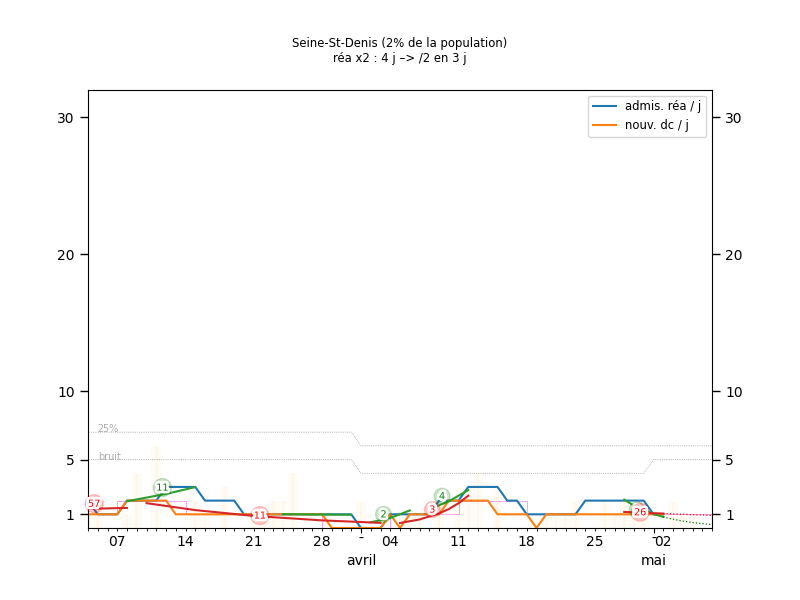 Seine-St-Denis (2% de la population)
réa x2 : 4 j –> /2 en 3 j
admis. réa / j
nouv. dc / j
30 30
20 20
10 10
25%
bruit
5 5
57 11 11 2 4 3 26
1 1
07 14 21 28 - 04 11 18 25 02
avril mai